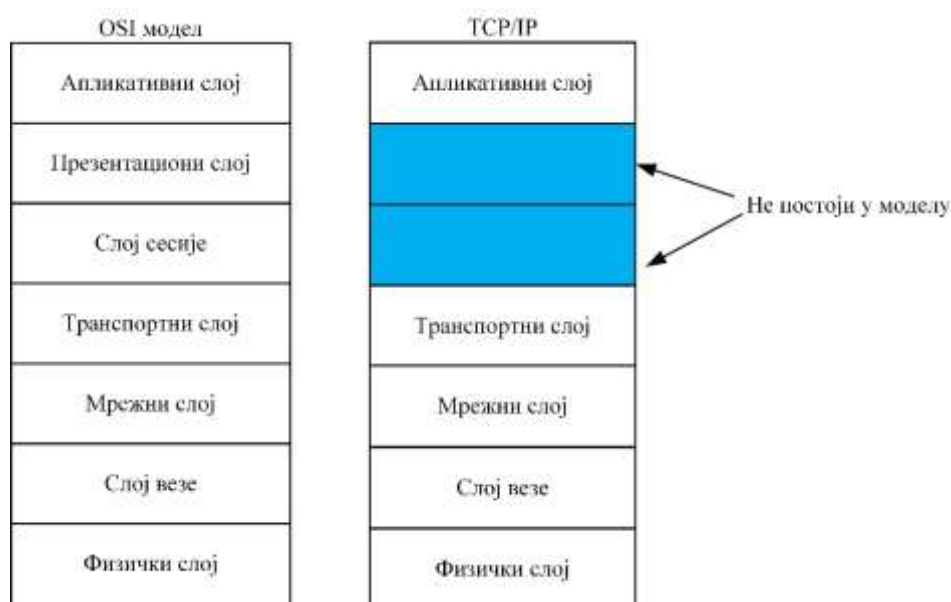 OSI модел
Апликативни слој
Презентациони слој
Слој сесије
Транспортни слој
Мрежни слој
Слој везе
Физички слој
TCP/IP
Апликативни слој
Транспортни слој
Мрежни слој
Слој везе
Физички слој
Не постоји у моделу